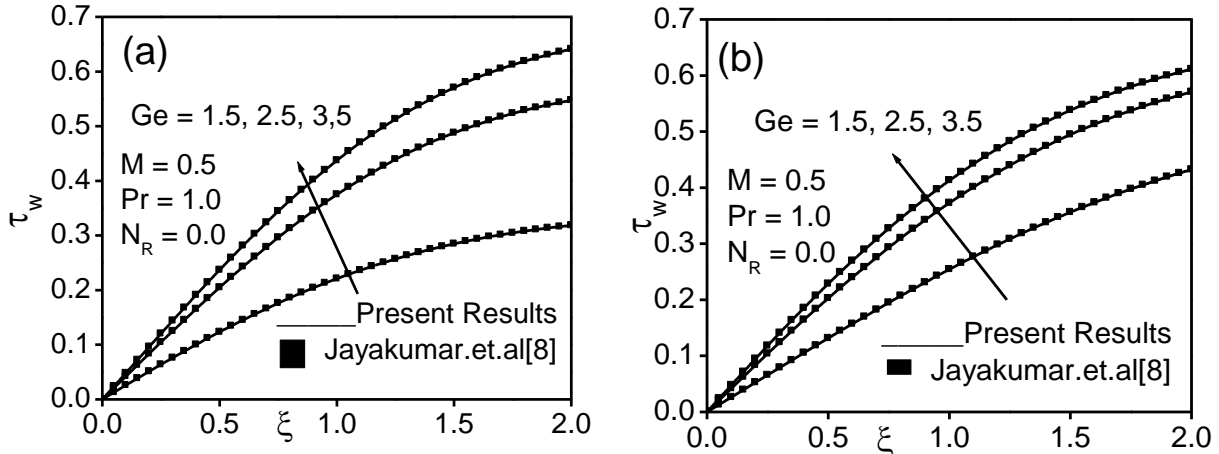 (a)
Ge = 1.5, 2.5, 3,5
M = 0.5
Pr = 1.0
N_R = 0.0
_____Present Results
Jayakumar.et.al[8]
τ_w
0.7
0.6
0.5
0.4
0.3
0.2
0.1
0.0
0.0 0.5 1.0 1.5 2.0
ξ
(b)
Ge = 1.5, 2.5, 3.5
M = 0.5
Pr = 1.0
N_R = 0.0
_____Present Results
Jayakumar.et.al[8]
τ_w
0.7
0.6
0.5
0.4
0.3
0.2
0.1
0.0
0.0 0.5 1.0 1.5 2.0
ξ